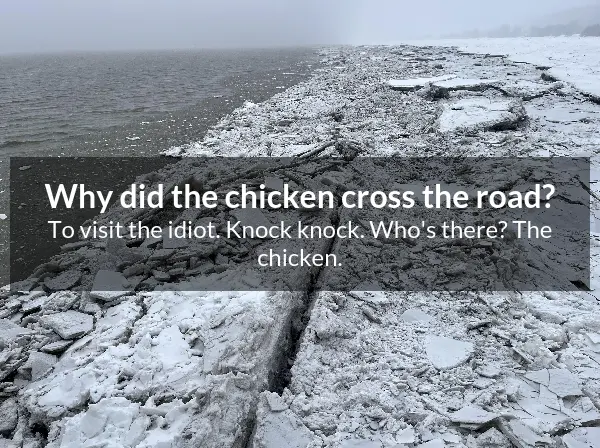 Why did the chicken cross the road?
To visit the idiot. Knock knock. Who's there? The
chicken.